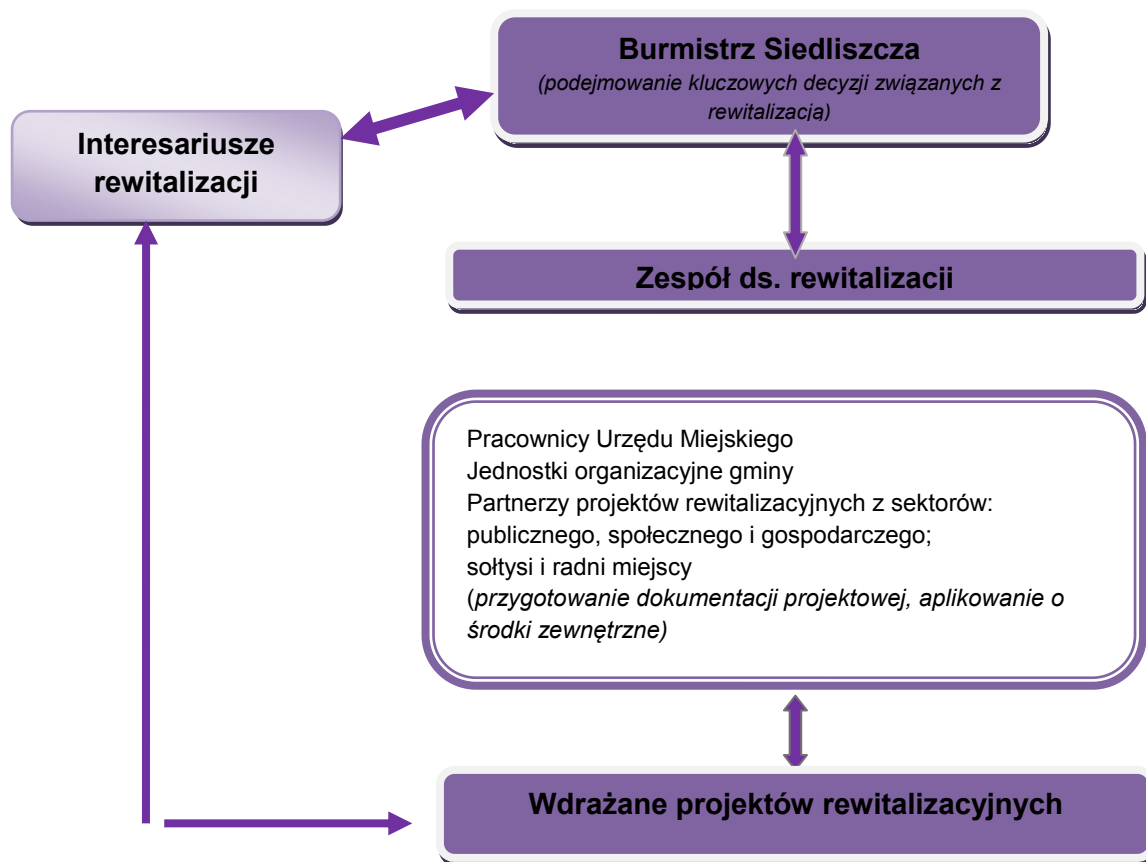 Burmistrz Siedliszcza
(podejmowanie kluczowych decyzji związanych z
rewitalizacją)
Interesariusze
rewitalizacji
Zespół ds. rewitalizacji
Pracownicy Urzędu Miejskiego
Jednostki organizacyjne gminy
Partnerzy projektów rewitalizacyjnych z sektorów:
publicznego, społecznego i gospodarczego;
sołtysi i radni miejscy
(przygotowanie dokumentacji projektowej, aplikowanie o
środki zewnętrzne)
Wdrażane projektów rewitalizacyjnych